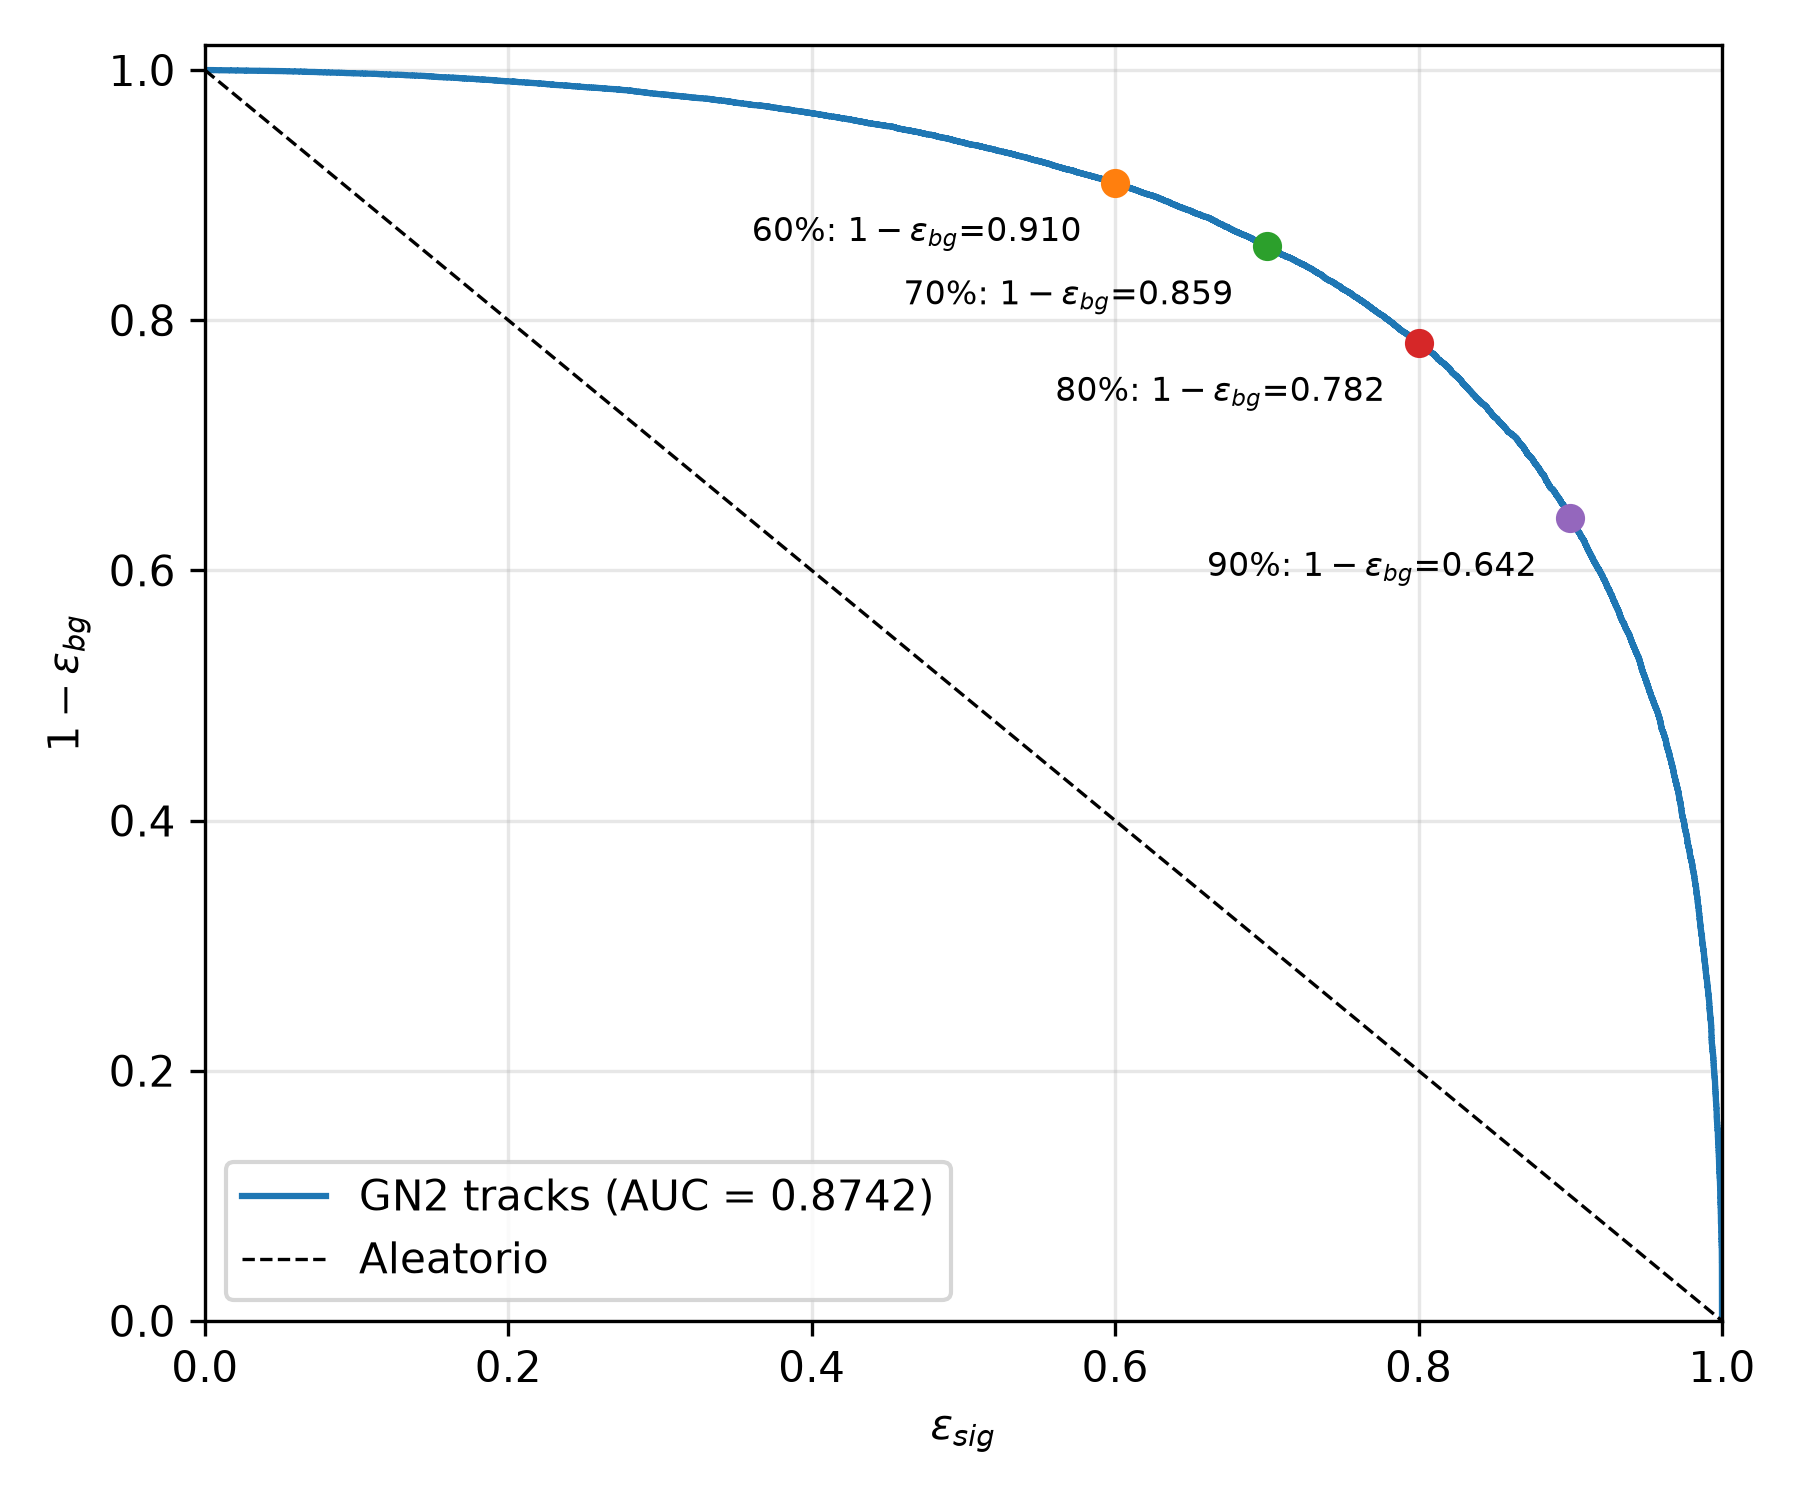 1.0
0.8
0.6
0.4
0.2
0.0
1 − ε_bg
60%: 1 − ε_bg=0.910
70%: 1 − ε_bg=0.859
80%: 1 − ε_bg=0.782
90%: 1 − ε_bg=0.642
GN2 tracks (AUC = 0.8742)
Aleatorio
0.0 0.2 0.4 0.6 0.8 1.0
ε_sig